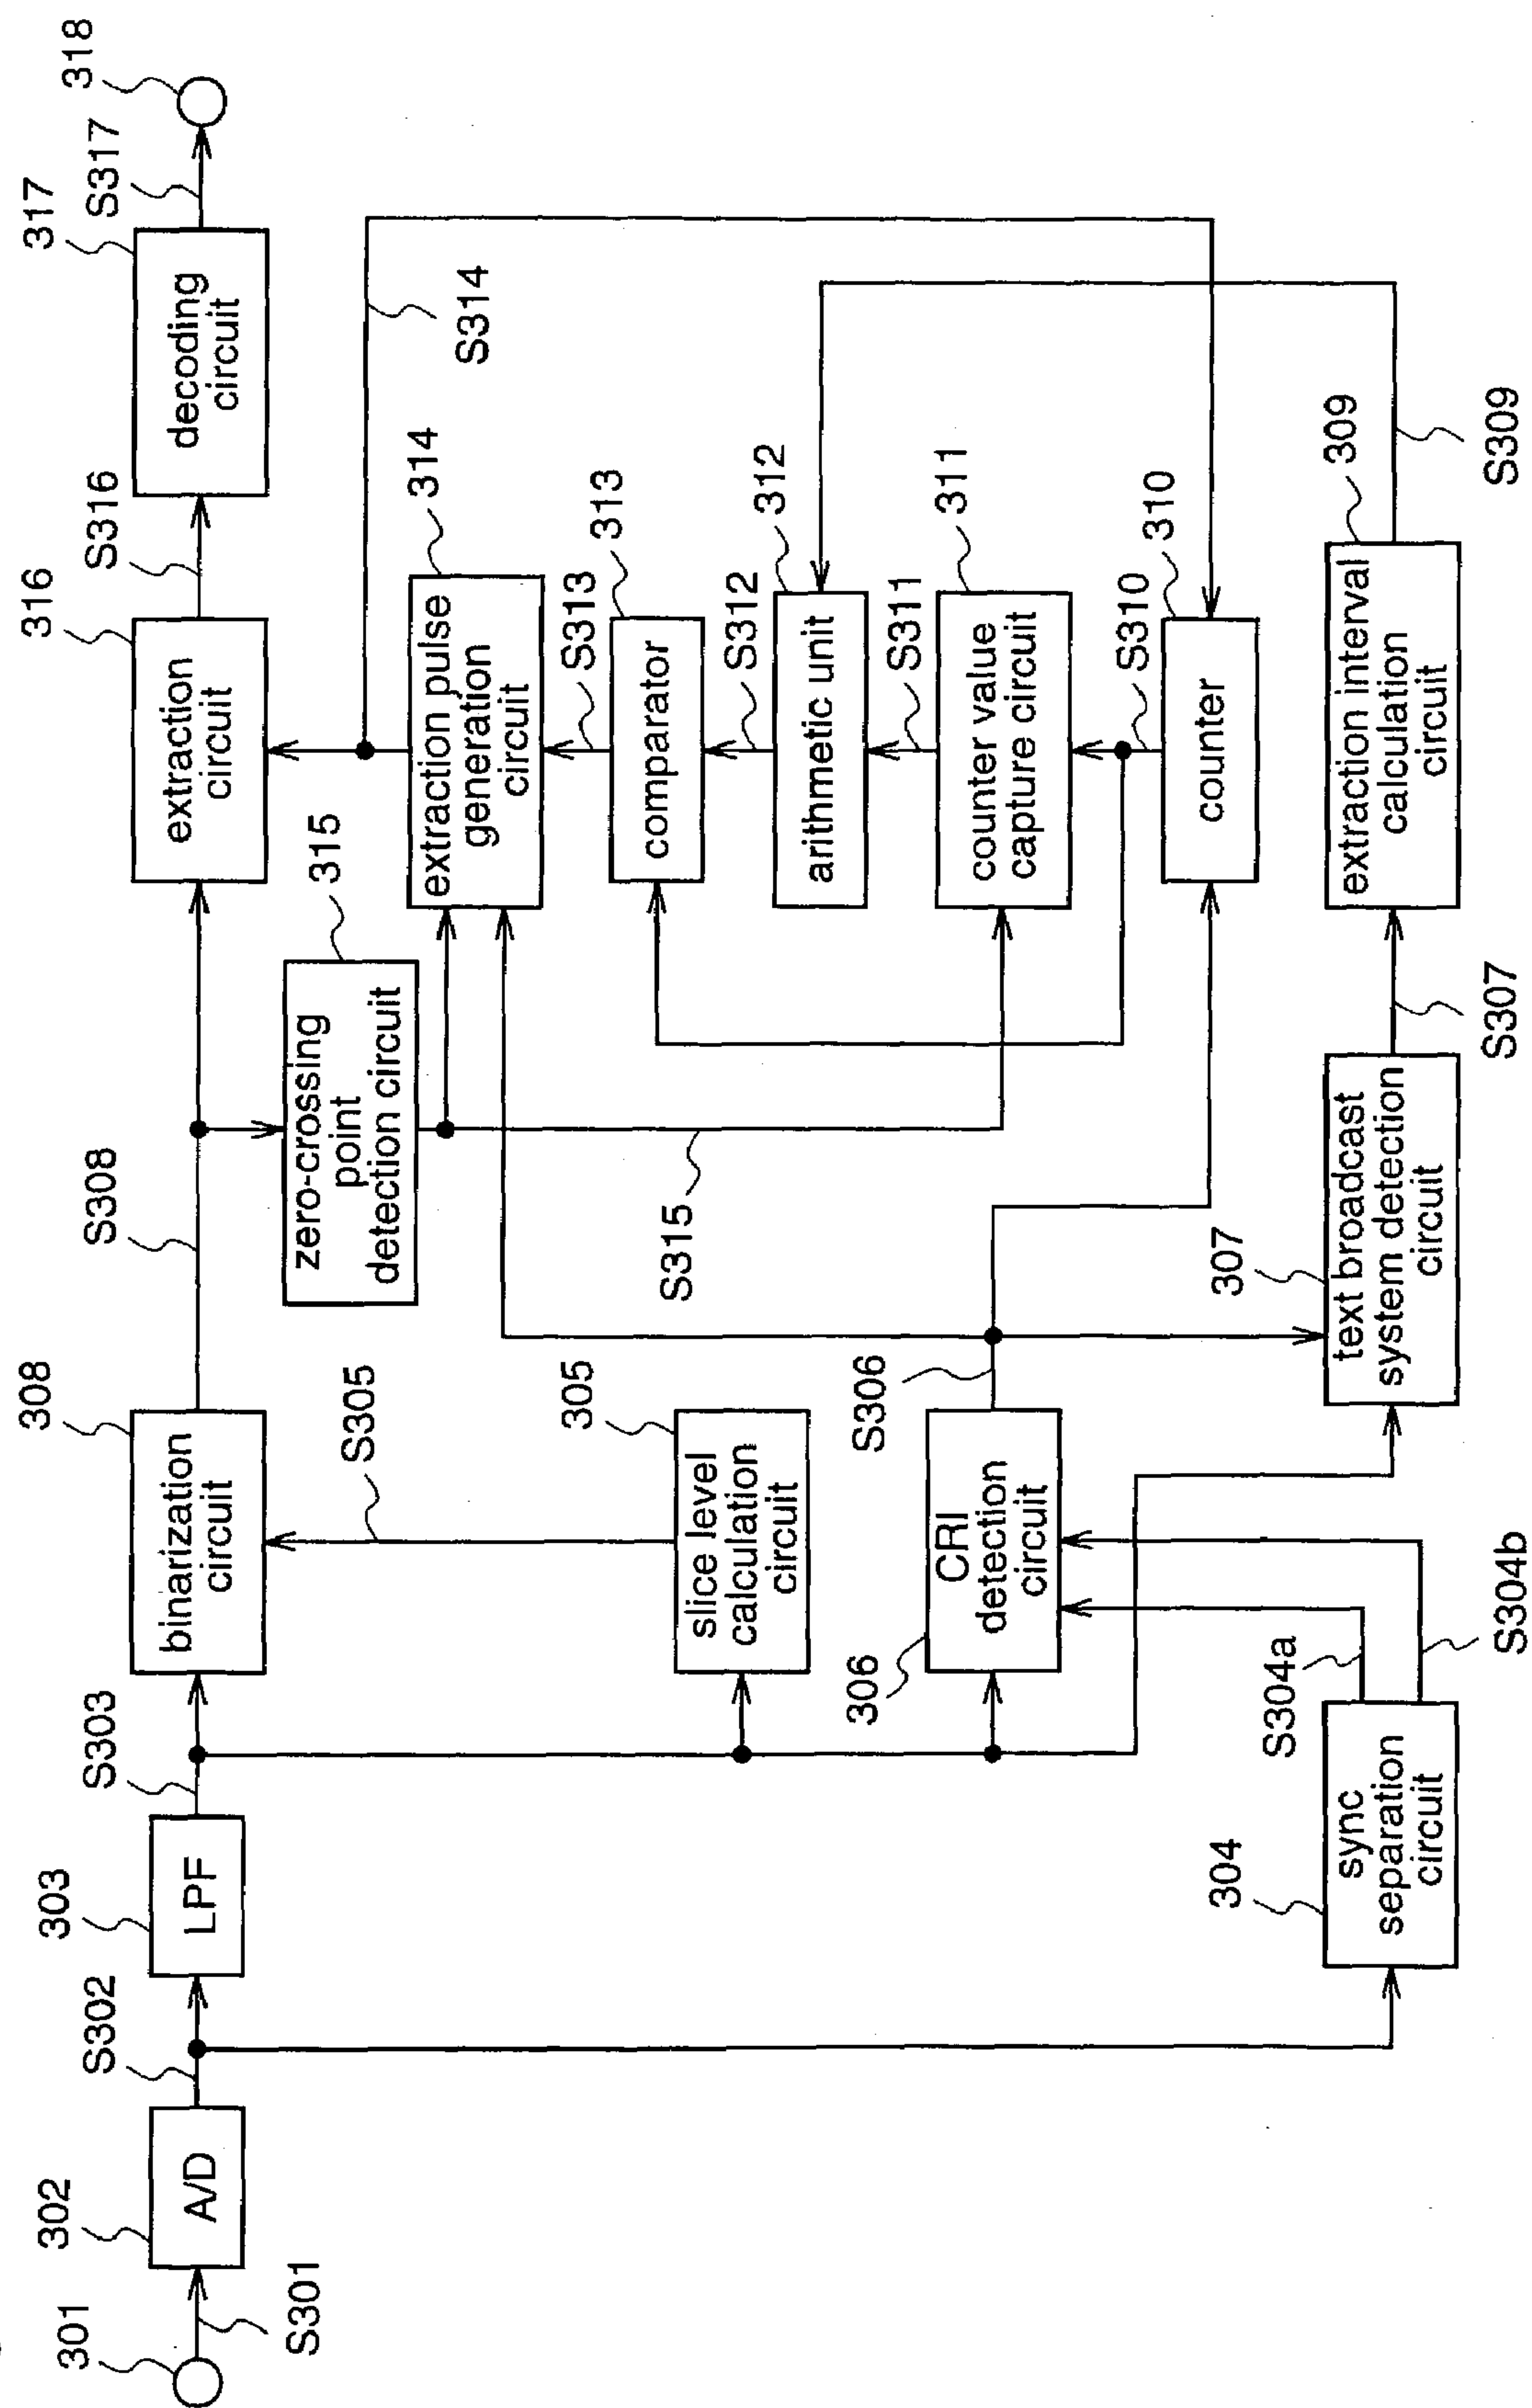 318
S317
317
decoding
circuit
S316
316
extraction
circuit
S314
314
extraction pulse
generation
circuit
315
zero-crossing
point
detection circuit
S308
308
binarization
circuit
S313
313
comparator
S312
312
arithmetic unit
S311
311
counter value
capture circuit
S310
310
counter
S309
309
extraction interval
calculation
circuit
S307
307
text broadcast
system detection
circuit
S315
S305
305
slice level
calculation
circuit
S306
306
CRI
detection
circuit
S304a
S304b
304
sync
separation
circuit
S303
303
LPF
S302
302
A/D
S301
301